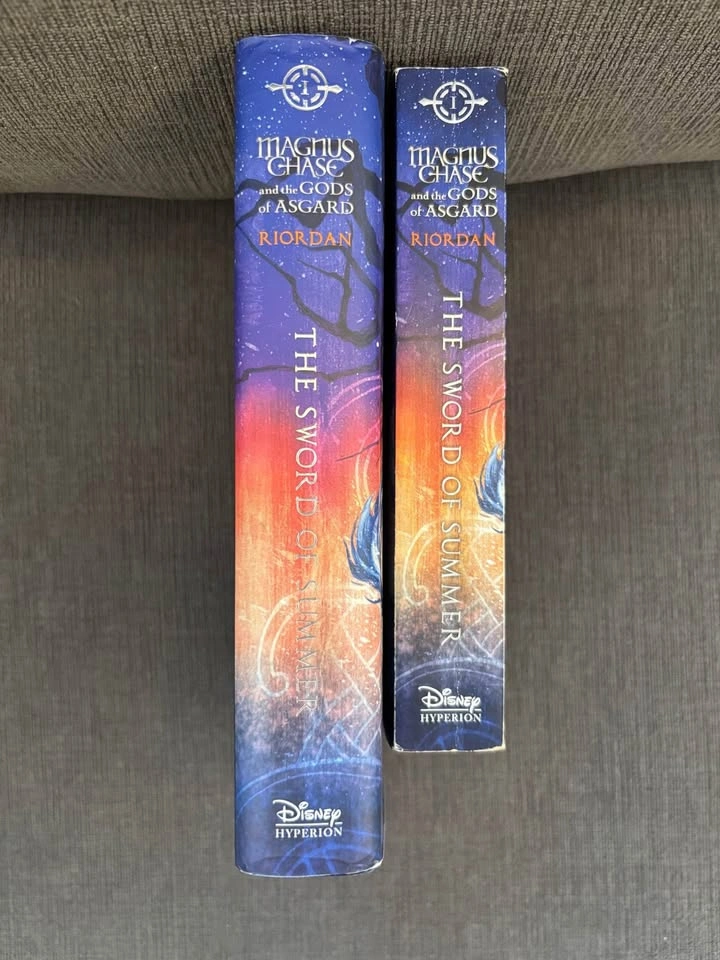 I
MAGNUS
CHASE
and the GODS
of ASGARD
RIORDAN
THE SWORD OF SUMMER
Disney
HYPERION
I
MAGNUS
CHASE
and the GODS
of ASGARD
RIORDAN
THE SWORD OF SUMMER
Disney
HYPERION